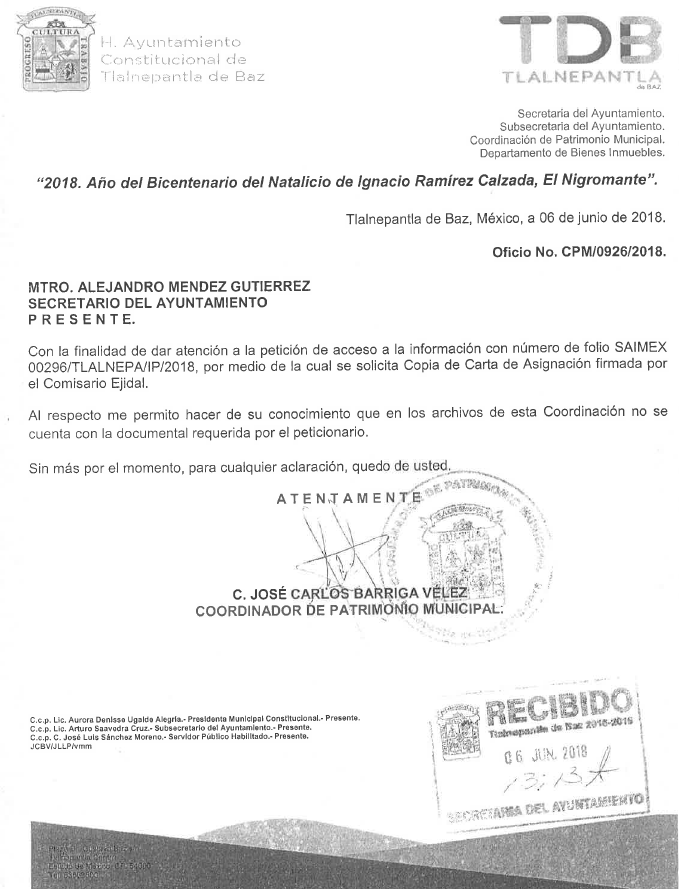 TLALNEPANTLA
PROGRESO CULTURA TRABAJO
H. Ayuntamiento
Constitucional de
Tlalnepantla de Baz
TDB
TLALNEPANTLA
de BAZ
Secretaria del Ayuntamiento.
Subsecretaria del Ayuntamiento.
Coordinación de Patrimonio Municipal.
Departamento de Bienes Inmuebles.
“2018. Año del Bicentenario del Natalicio de Ignacio Ramírez Calzada, El Nigromante”.
Tlalnepantla de Baz, México, a 06 de junio de 2018.
Oficio No. CPM/0926/2018.
MTRO. ALEJANDRO MENDEZ GUTIERREZ
SECRETARIO DEL AYUNTAMIENTO
P R E S E N T E.
Con la finalidad de dar atención a la petición de acceso a la información con número de folio SAIMEX
00296/TLALNEPA/IP/2018, por medio de la cual se solicita Copia de Carta de Asignación firmada por
el Comisario Ejidal.
Al respecto me permito hacer de su conocimiento que en los archivos de esta Coordinación no se
cuenta con la documental requerida por el peticionario.
Sin más por el momento, para cualquier aclaración, quedo de usted.
A T E N T A M E N T E
COORDINACION DE PATRIMONIO MUNICIPAL
CULTURA
C. JOSÉ CARLOS BARRIGA VÉLEZ
COORDINADOR DE PATRIMONIO MUNICIPAL.
C.c.p. Lic. Aurora Denisse Ugalde Alegría.- Presidenta Municipal Constitucional.- Presente.
C.c.p. Lic. Arturo Saavedra Cruz.- Subsecretario del Ayuntamiento.- Presente.
C.c.p. C. José Luis Sánchez Moreno.- Servidor Público Habilitado.- Presente.
JCBV/JLLP/vmm
RECIBIDO
Tlalnepantla de Baz 2016-2018
06 JUN. 2018
13:13
SECRETARIA DEL AYUNTAMIENTO